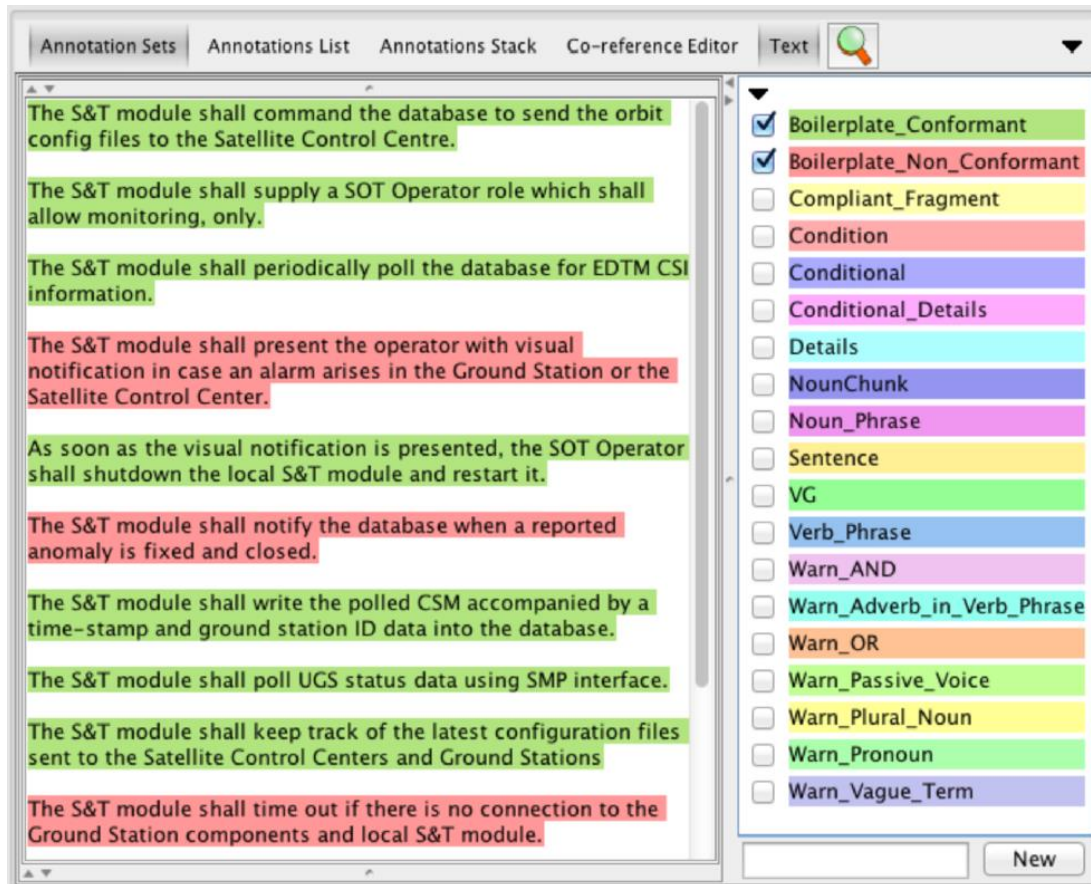 Annotation Sets Annotations List Annotations Stack Co-reference Editor Text
The S&T module shall command the database to send the orbit
config files to the Satellite Control Centre.
The S&T module shall supply a SOT Operator role which shall
allow monitoring, only.
The S&T module shall periodically poll the database for EDTM CSI
information.
The S&T module shall present the operator with visual
notification in case an alarm arises in the Ground Station or the
Satellite Control Center.
As soon as the visual notification is presented, the SOT Operator
shall shutdown the local S&T module and restart it.
The S&T module shall notify the database when a reported
anomaly is fixed and closed.
The S&T module shall write the polled CSM accompanied by a
time-stamp and ground station ID data into the database.
The S&T module shall poll UGS status data using SMP interface.
The S&T module shall keep track of the latest configuration files
sent to the Satellite Control Centers and Ground Stations
The S&T module shall time out if there is no connection to the
Ground Station components and local S&T module.
Boilerplate_Conformant
Boilerplate_Non_Conformant
Compliant_Fragment
Condition
Conditional
Conditional_Details
Details
NounChunk
Noun_Phrase
Sentence
VG
Verb_Phrase
Warn_AND
Warn_Adverb_in_Verb_Phrase
Warn_OR
Warn_Passive_Voice
Warn_Plural_Noun
Warn_Pronoun
Warn_Vague_Term
New